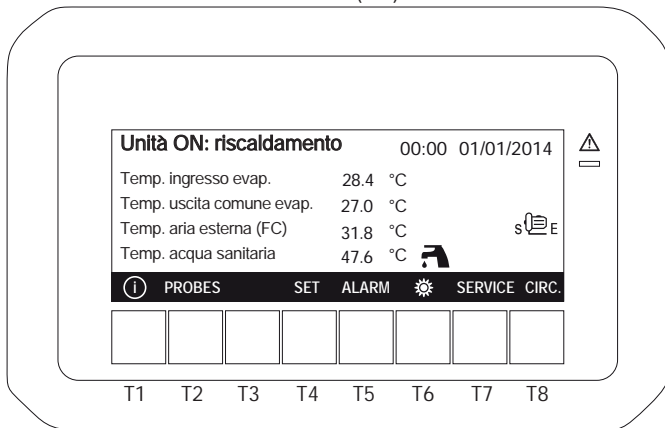 Unità ON: riscaldamento 00:00 01/01/2014
Temp. ingresso evap. 28.4 °C
Temp. uscita comune evap. 27.0 °C
Temp. aria esterna (FC) 31.8 °C
S E
Temp. acqua sanitaria 47.6 °C
i PROBES SET ALARM SERVICE CIRC.
T1 T2 T3 T4 T5 T6 T7 T8